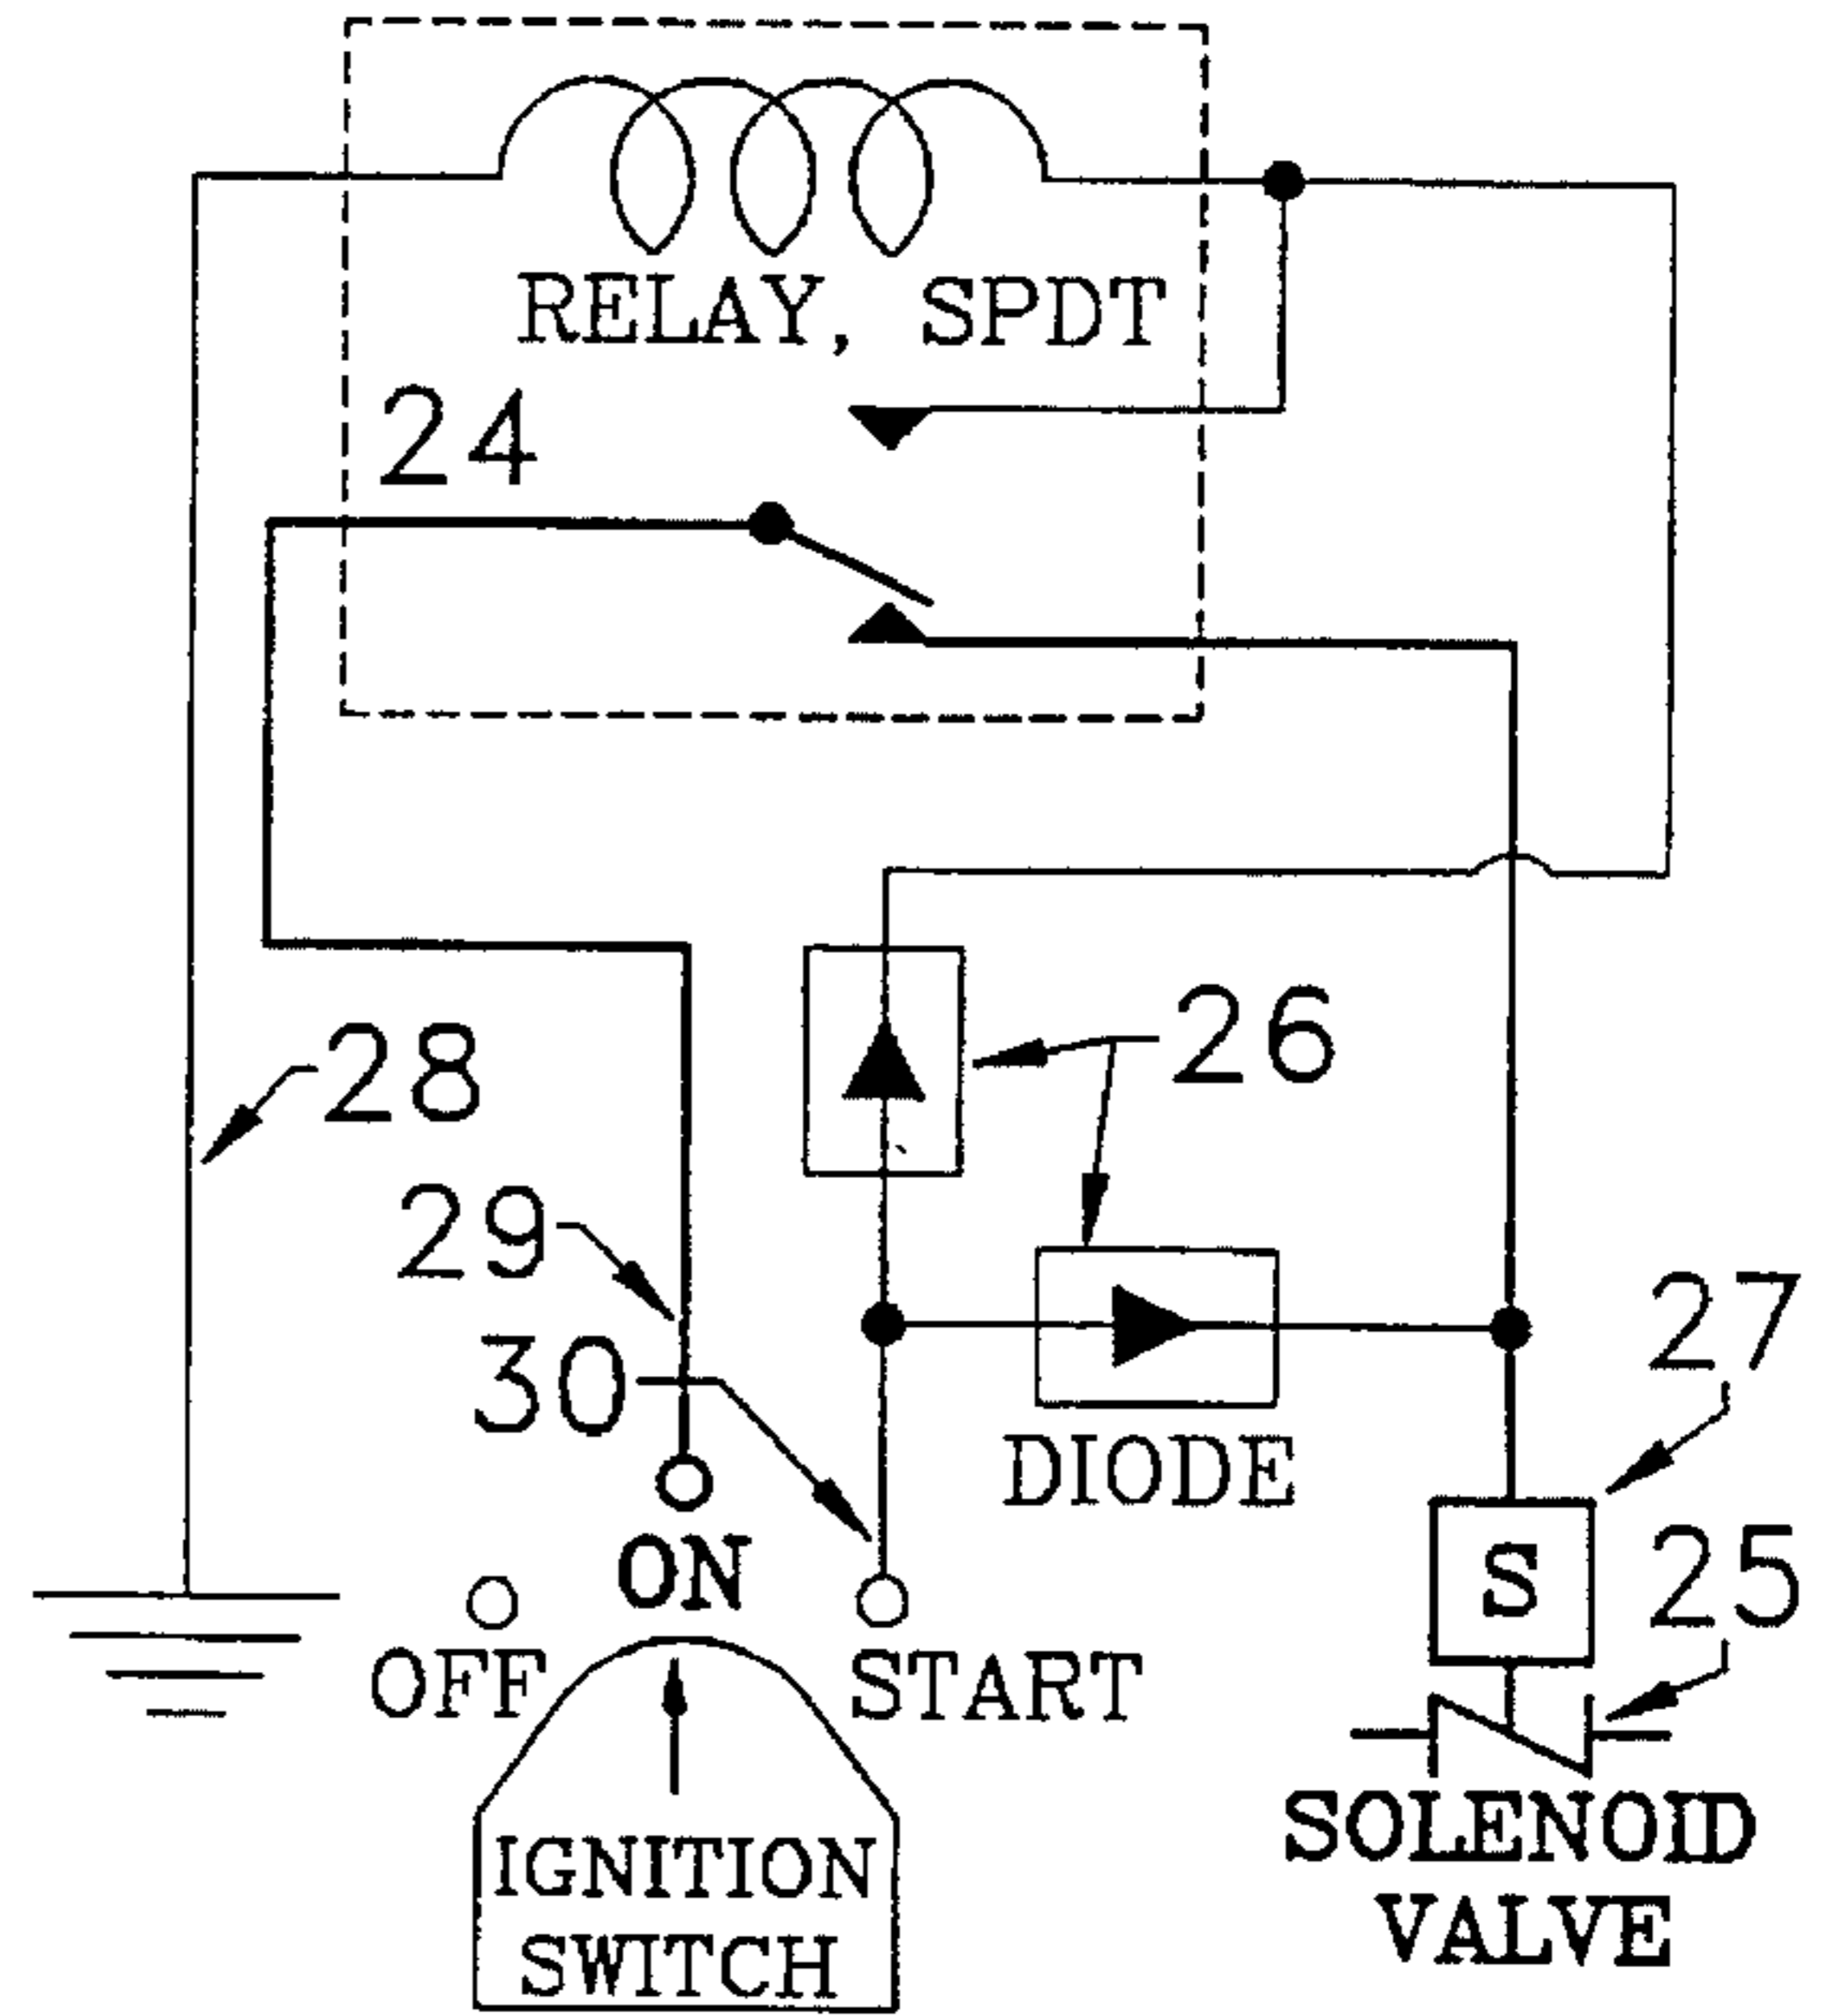 RELAY, SPDT
24
26
28
29
27
30
DIODE
S
25
ON
OFF
START
IGNITION
SWITCH
SOLENOID
VALVE